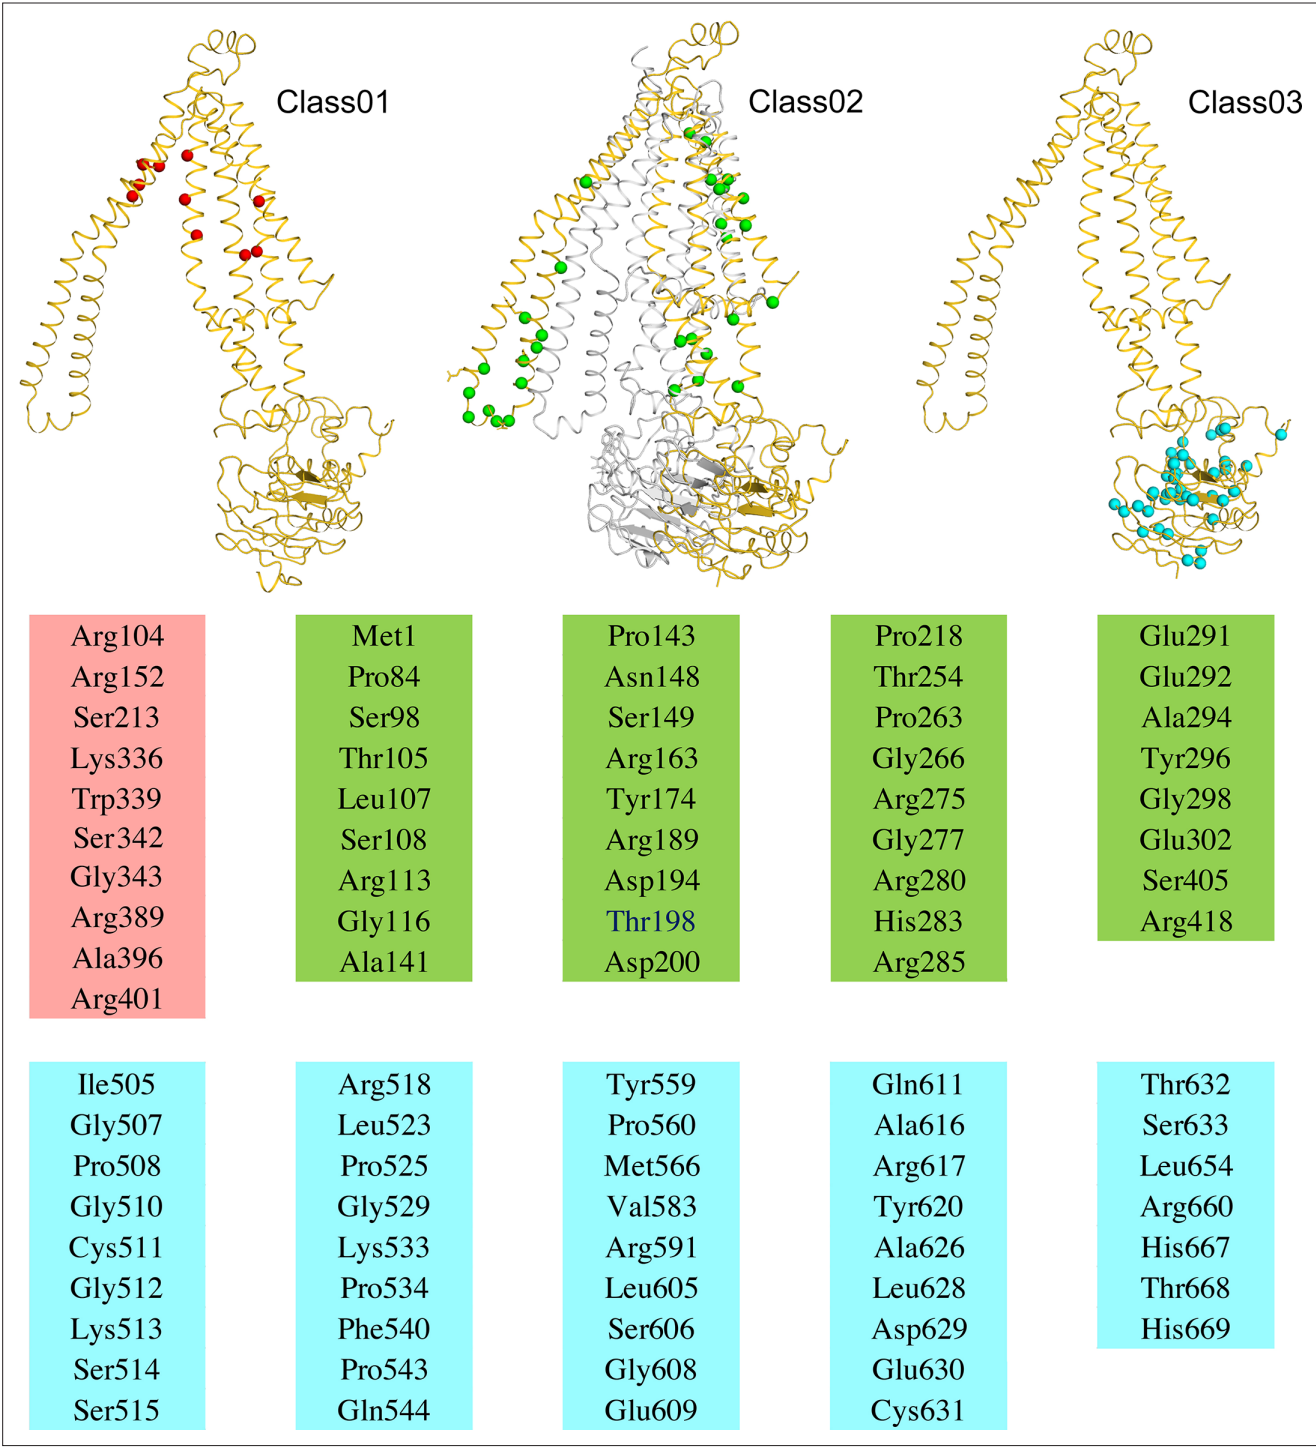 Class01
Class02
Class03
Arg104
Arg152
Ser213
Lys336
Trp339
Ser342
Gly343
Arg389
Ala396
Arg401
Met1
Pro84
Ser98
Thr105
Leu107
Ser108
Arg113
Gly116
Ala141
Pro143
Asn148
Ser149
Arg163
Tyr174
Arg189
Asp194
Thr198
Asp200
Pro218
Thr254
Pro263
Gly266
Arg275
Gly277
Arg280
His283
Arg285
Glu291
Glu292
Ala294
Tyr296
Gly298
Glu302
Ser405
Arg418
Ile505
Gly507
Pro508
Gly510
Cys511
Gly512
Lys513
Ser514
Ser515
Arg518
Leu523
Pro525
Gly529
Lys533
Pro534
Phe540
Pro543
Gln544
Tyr559
Pro560
Met566
Val583
Arg591
Leu605
Ser606
Gly608
Glu609
Gln611
Ala616
Arg617
Tyr620
Ala626
Leu628
Asp629
Glu630
Cys631
Thr632
Ser633
Leu654
Arg660
His667
Thr668
His669